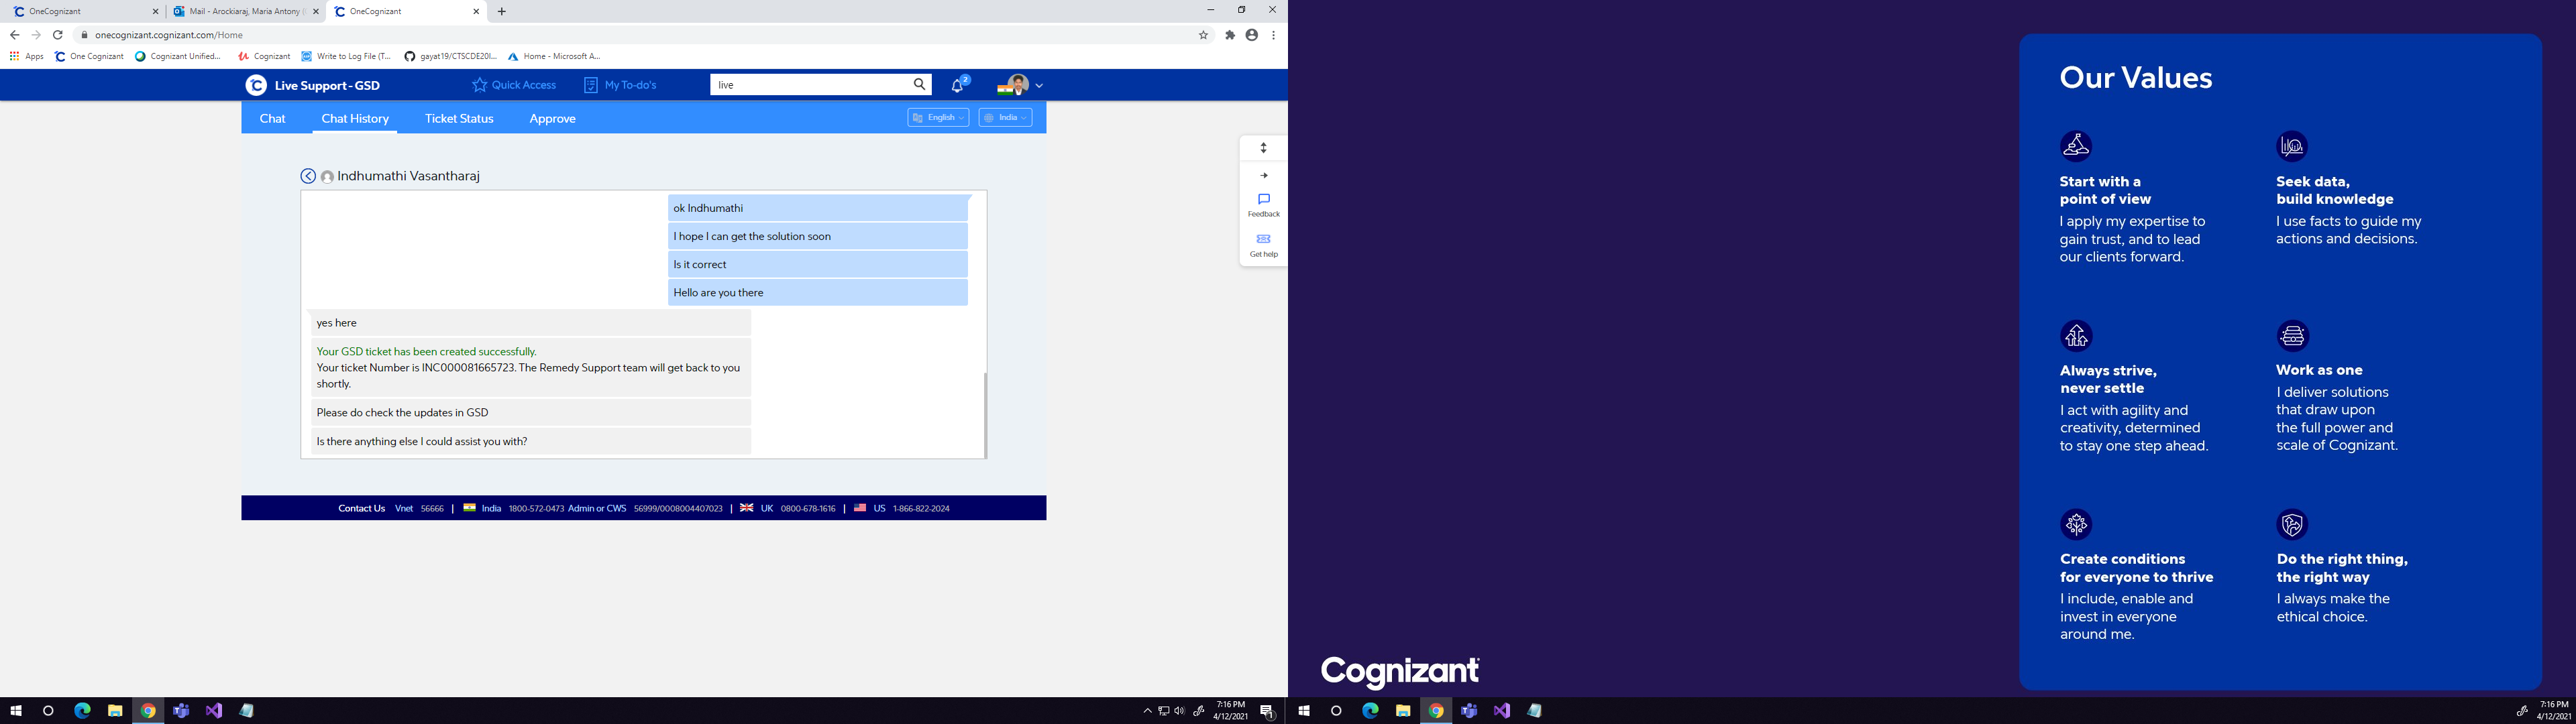 OneCognizant
Mail - Arockiaraj, Maria Antony (
OneCognizant
onecognizant.cognizant.com/Home
Apps
One Cognizant
Cognizant Unified...
Cognizant
Write to Log File (T...
gayat19/CTSCDE20I...
Home - Microsoft A...
Live Support - GSD
Quick Access
My To-do's
live
2
Chat
Chat History
Ticket Status
Approve
English
India
Indhumathi Vasantharaj
ok Indhumathi
I hope I can get the solution soon
Is it correct
Hello are you there
yes here
Your GSD ticket has been created successfully.
Your ticket Number is INC000081665723. The Remedy Support team will get back to you
shortly.
Please do check the updates in GSD
Is there anything else I could assist you with?
Feedback
Get help
Contact Us Vnet 56666 | India 1800-572-0473 Admin or CWS 56999/0008004407023 | UK 0800-678-1616 | US 1-866-822-2024
7:16 PM
4/12/2021
1
Our Values
Start with a
point of view
I apply my expertise to
gain trust, and to lead
our clients forward.
Seek data,
build knowledge
I use facts to guide my
actions and decisions.
Always strive,
never settle
I act with agility and
creativity, determined
to stay one step ahead.
Work as one
I deliver solutions
that draw upon
the full power and
scale of Cognizant.
Create conditions
for everyone to thrive
I include, enable and
invest in everyone
around me.
Do the right thing,
the right way
I always make the
ethical choice.
Cognizant
7:16 PM
4/12/2021